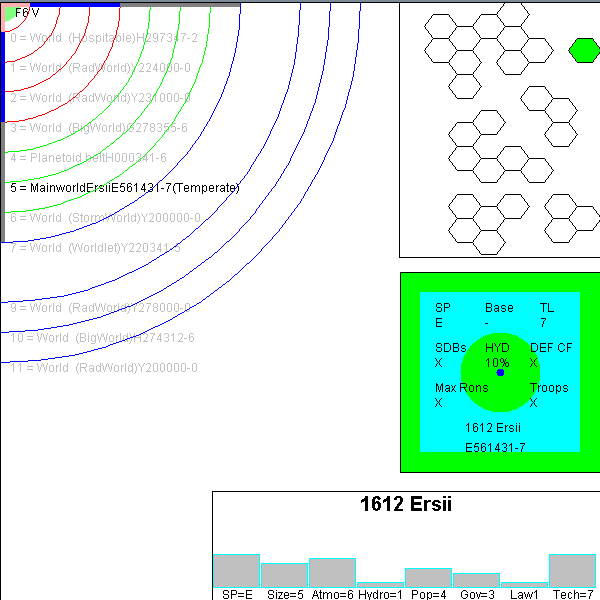 F6 V
0 = World (Hospitable)H297347-2
1 = World (RadWorld)Y224000-0
2 = World (RadWorld)Y231000-0
3 = World (BigWorld)G278355-6
4 = Planetoid beltH000341-6
5 = MainworldErsiiE561431-7(Temperate)
6 = World (StormWorld)Y200000-0
7 = World (Worldlet)Y220341-5
9 = World (RadWorld)Y278000-0
10 = World (BigWorld)H274312-6
11 = World (RadWorld)Y200000-0
SP Base TL
E - 7
SDBs HYD DEF CF
X 10% X
Max Rons Troops
X X
1612 Ersii
E561431-7
1612 Ersii
SP=E Size=5 Atmo=6 Hydro=1 Pop=4 Gov=3 Law1 Tech=7